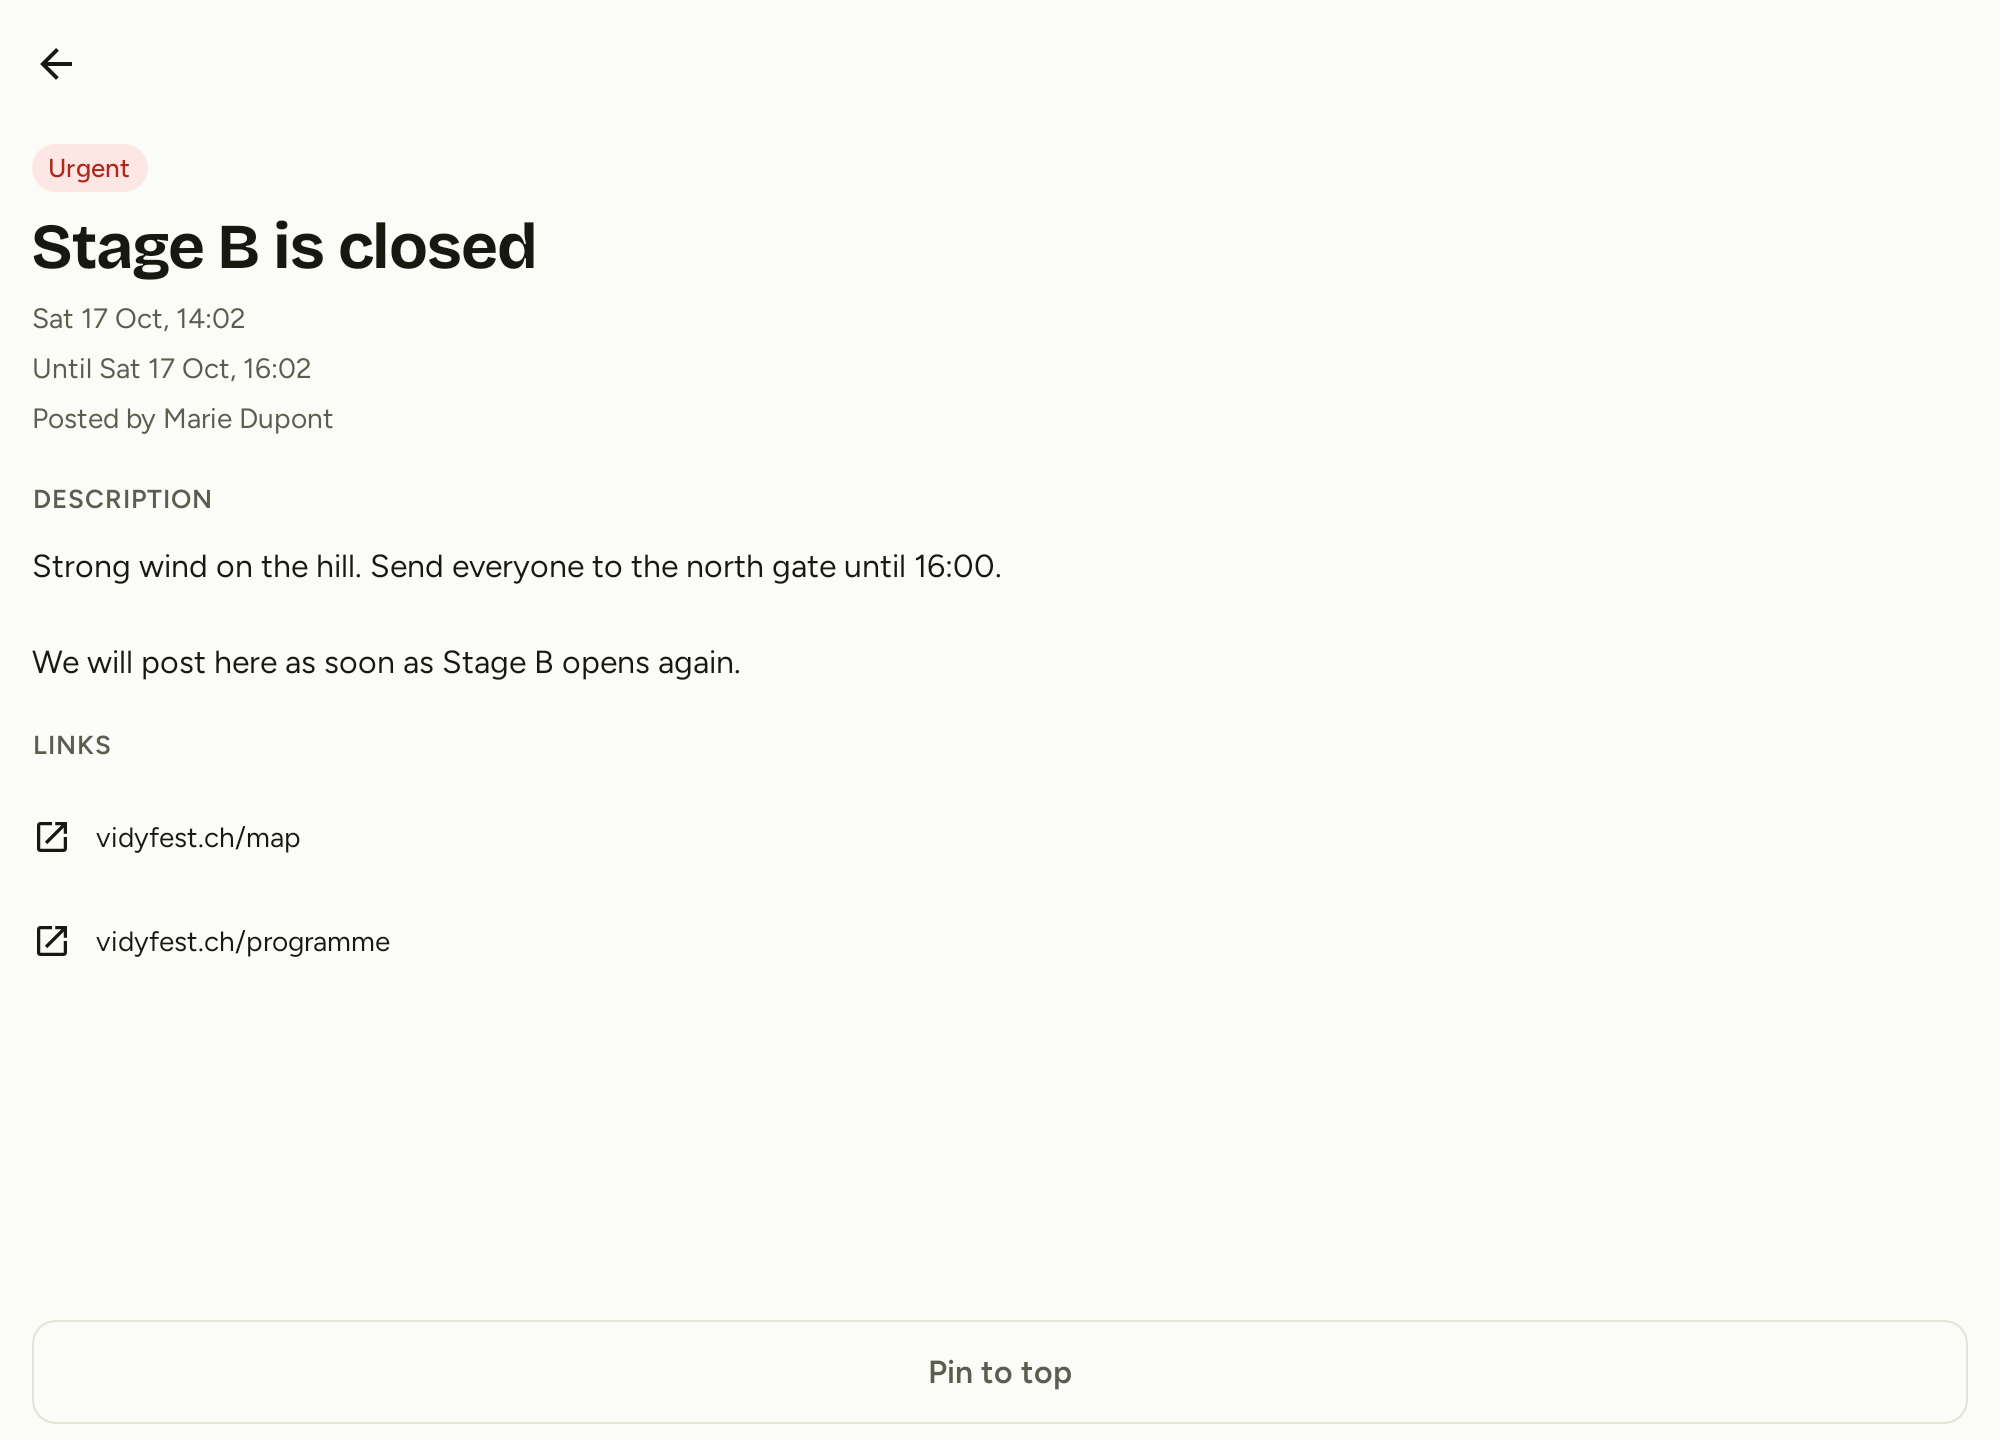 Urgent
Stage B is closed
Sat 17 Oct, 14:02
Until Sat 17 Oct, 16:02
Posted by Marie Dupont
DESCRIPTION
Strong wind on the hill. Send everyone to the north gate until 16:00.
We will post here as soon as Stage B opens again.
LINKS
vidyfest.ch/map
vidyfest.ch/programme
Pin to top